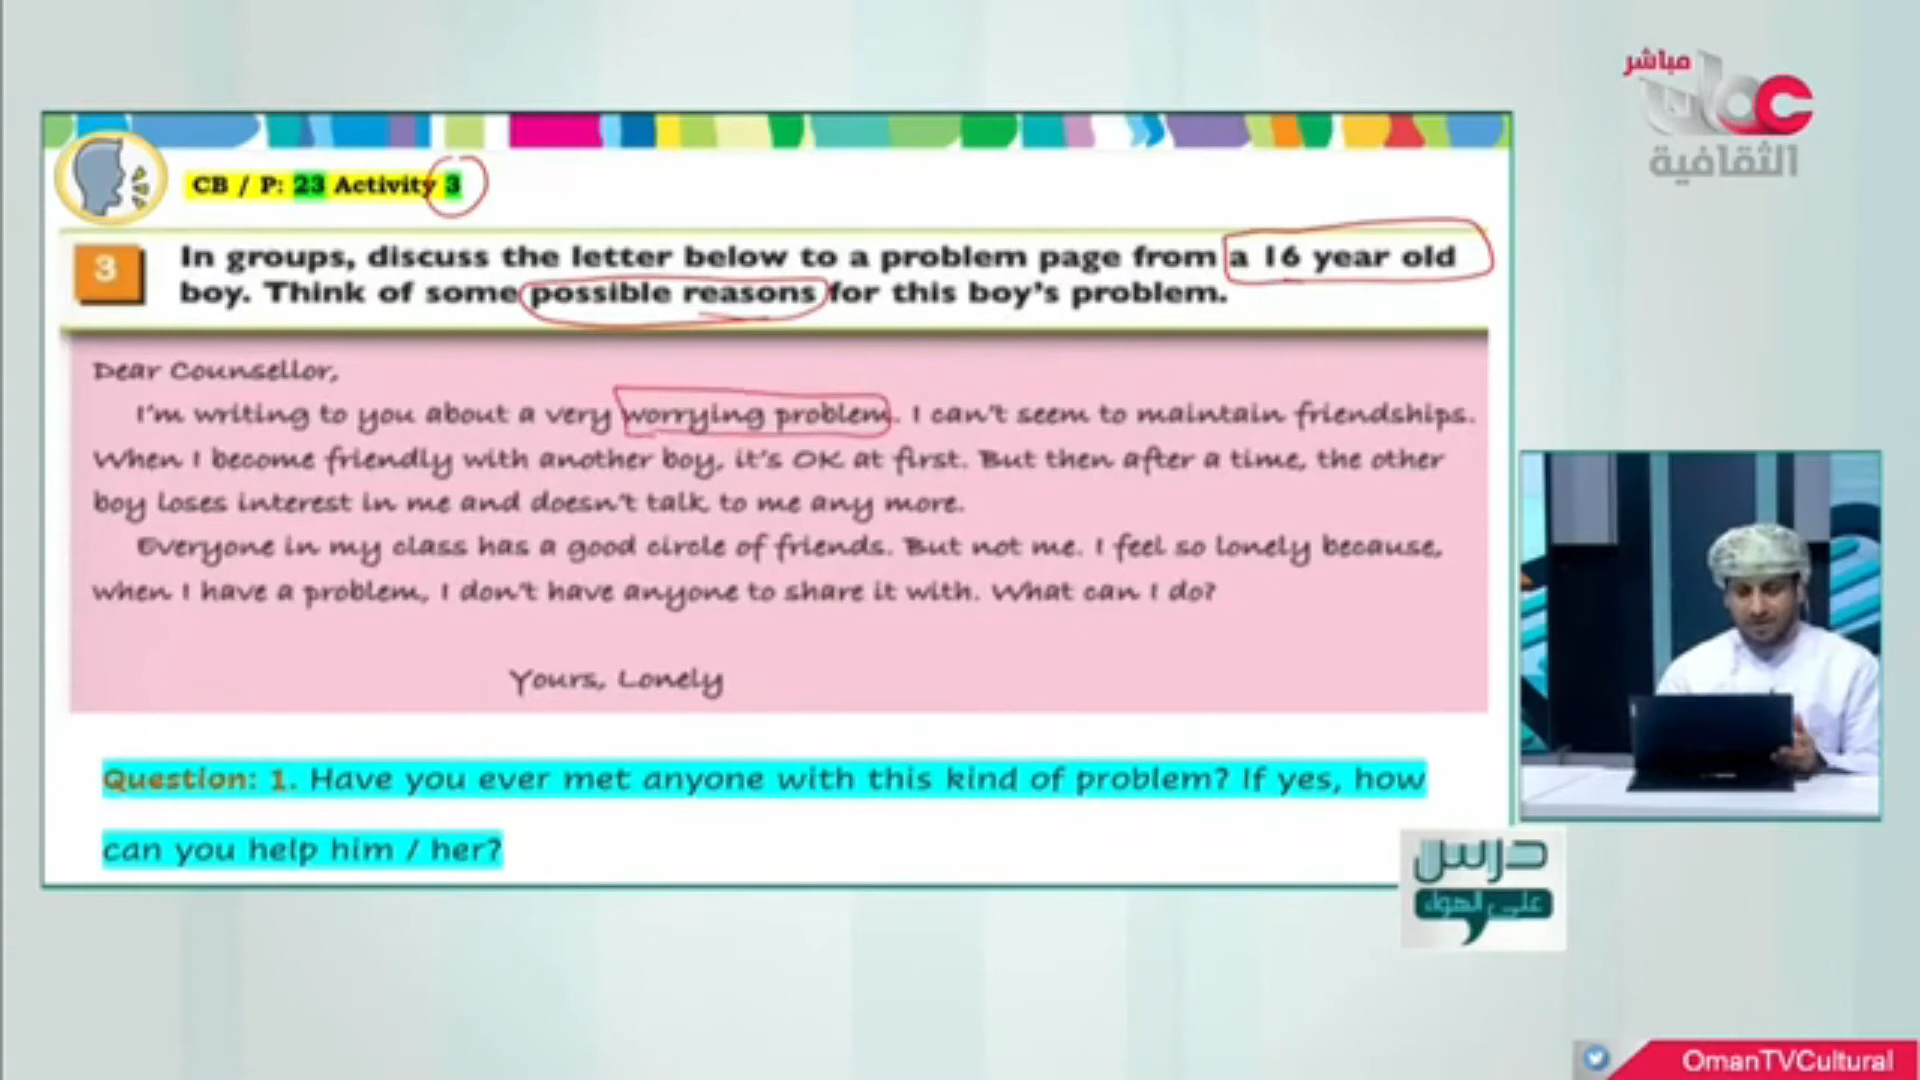 مباشر
عمان
الثقافية
CB / P: 23 Activity 3
3
In groups, discuss the letter below to a problem page from a 16 year old
boy. Think of some possible reasons for this boy's problem.
Dear Counsellor,
I'm writing to you about a very worrying problem. I can't seem to maintain friendships.
When I become friendly with another boy, it's OK at first. But then after a time, the other
boy loses interest in me and doesn't talk to me any more.
Everyone in my class has a good circle of friends. But not me. I feel so lonely because,
when I have a problem, I don't have anyone to share it with. What can I do?
Yours, Lonely
Question: 1. Have you ever met anyone with this kind of problem? If yes, how
can you help him / her?
درس
على الهواء
OmanTVCultural